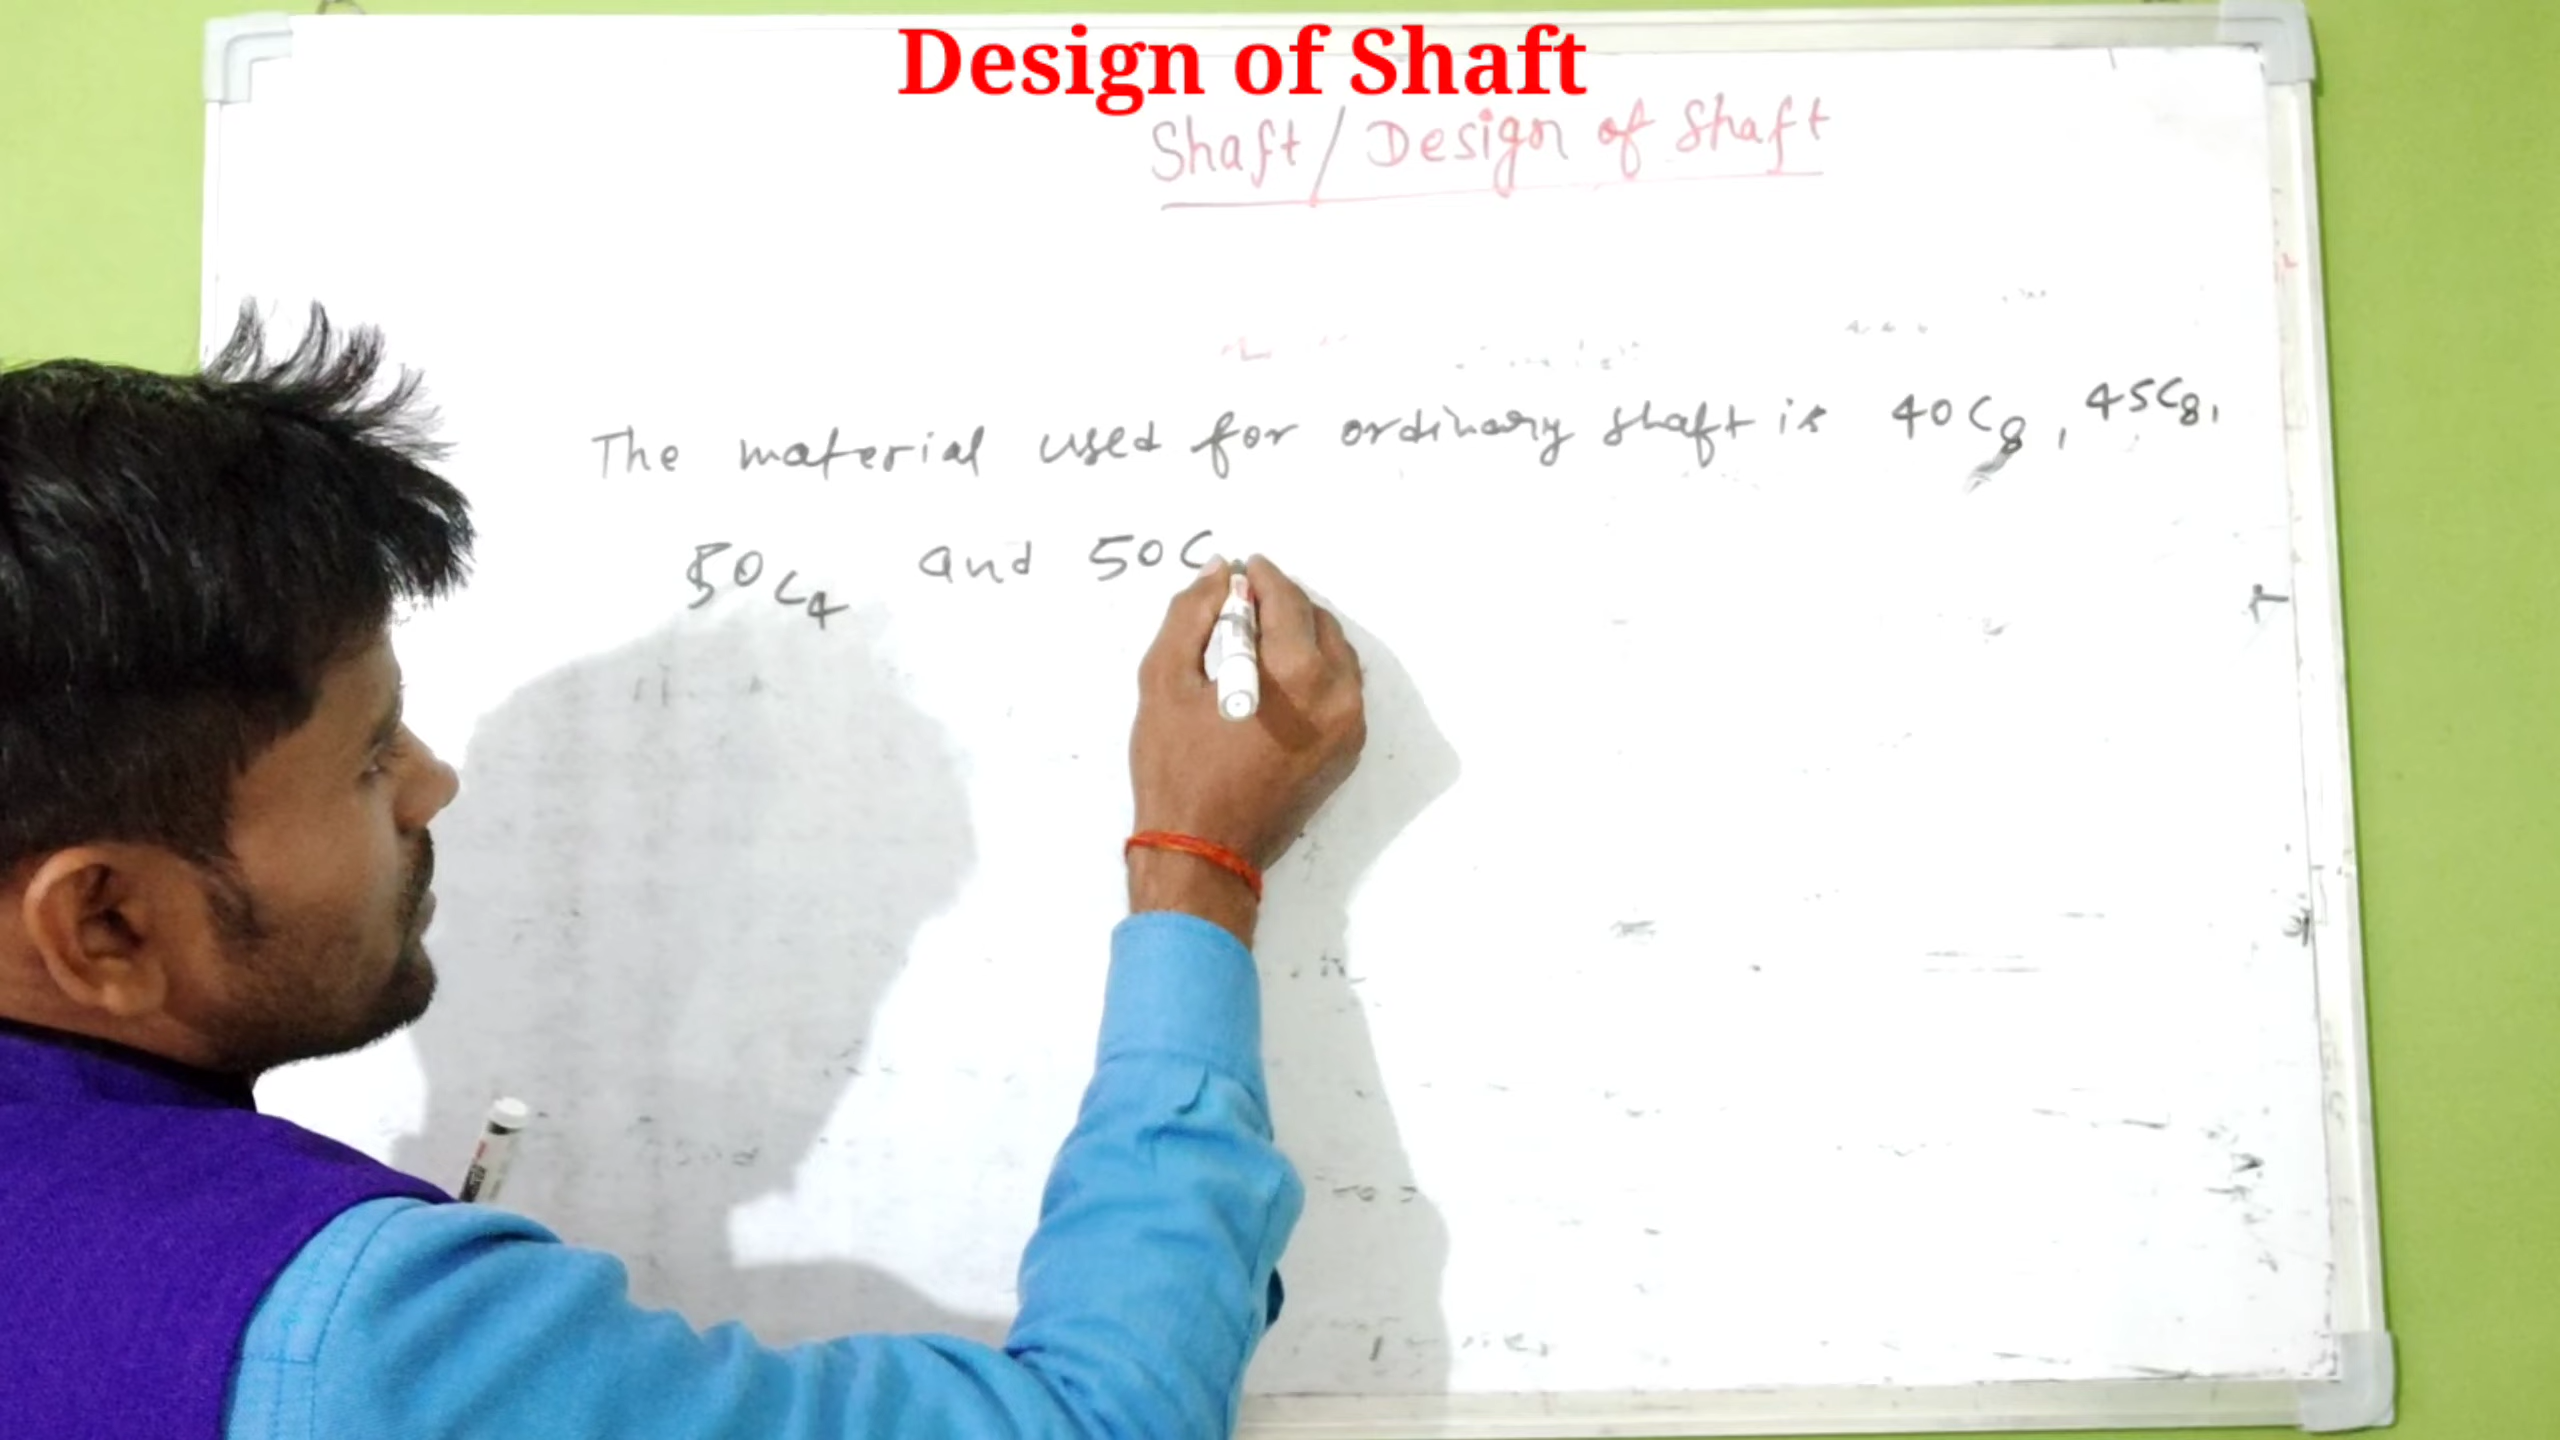 Design of Shaft
Shaft / Design of Shaft
The material used for ordinary shaft is 40C8, 45C8,
50C4 and 50C